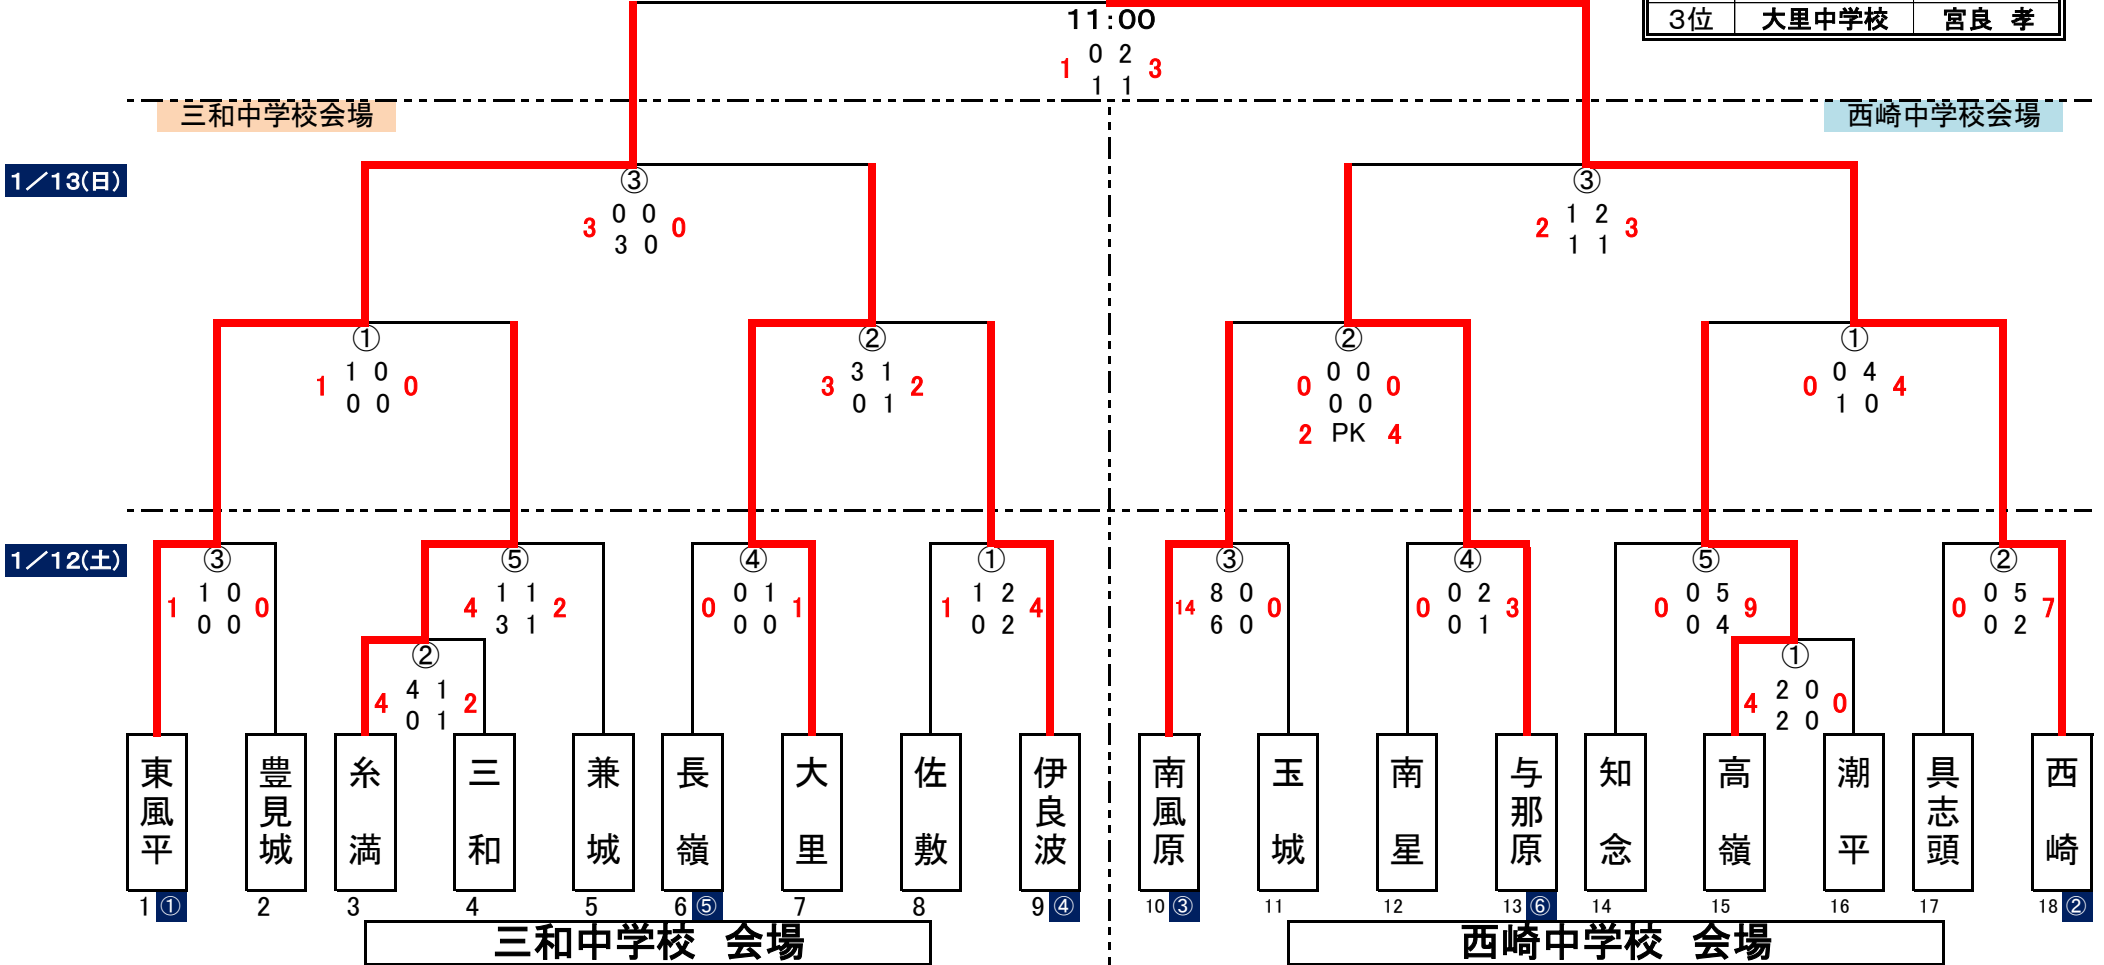 3位 大里中学校 宮良 孝
11:00
0 2
1 3
1 1
三和中学校会場 西崎中学校会場
1/13(日)
③ ③
0 0 1 2
3 0 2 3
3 0 1 1
① ② ② ①
1 0 3 1 0 0 0 4
1 0 3 2 0 0 0 4
0 0 0 1 0 0 1 0
2 PK 4
1/12(土)
③ ⑤ ④ ① ③ ④ ⑤ ②
1 0 1 1 0 1 1 2 8 0 0 2 0 5 0 5
1 0 4 2 0 1 1 4 14 0 0 3 0 9 0 7
0 0 3 1 0 0 0 2 6 0 0 1 0 4 0 2
② ①
4 1 2 0
4 2 4 0
0 1 2 0
東風平 豊見城 糸満 三和 兼城 長嶺 大里 佐敷 伊良波 南風原 玉城 南星 与那原 知念 高嶺 潮平 具志頭 西崎
1 ① 2 3 4 5 6 ⑤ 7 8 9 ④ 10 ③ 11 12 13 ⑥ 14 15 16 17 18 ②
三和中学校 会場 西崎中学校 会場